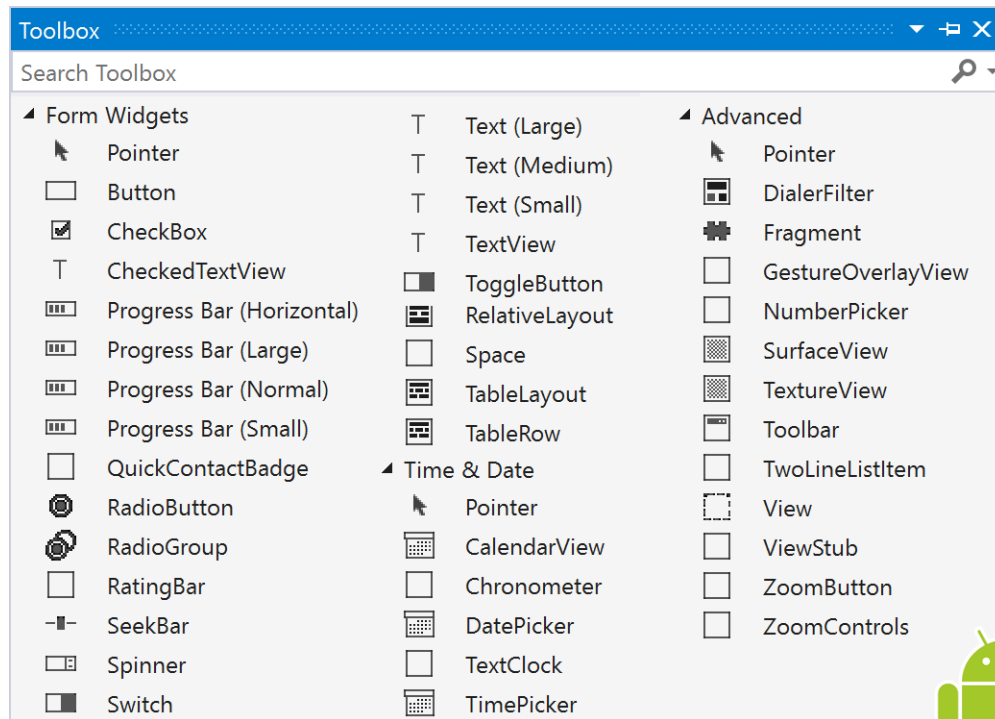 Toolbox
Search Toolbox
Form Widgets
Pointer
Button
CheckBox
CheckedTextView
Progress Bar (Horizontal)
Progress Bar (Large)
Progress Bar (Normal)
Progress Bar (Small)
QuickContactBadge
RadioButton
RadioGroup
RatingBar
SeekBar
Spinner
Switch
Text (Large)
Text (Medium)
Text (Small)
TextView
ToggleButton
RelativeLayout
Space
TableLayout
TableRow
Time & Date
Pointer
CalendarView
Chronometer
DatePicker
TextClock
TimePicker
Advanced
Pointer
DialerFilter
Fragment
GestureOverlayView
NumberPicker
SurfaceView
TextureView
Toolbar
TwoLineListItem
View
ViewStub
ZoomButton
ZoomControls